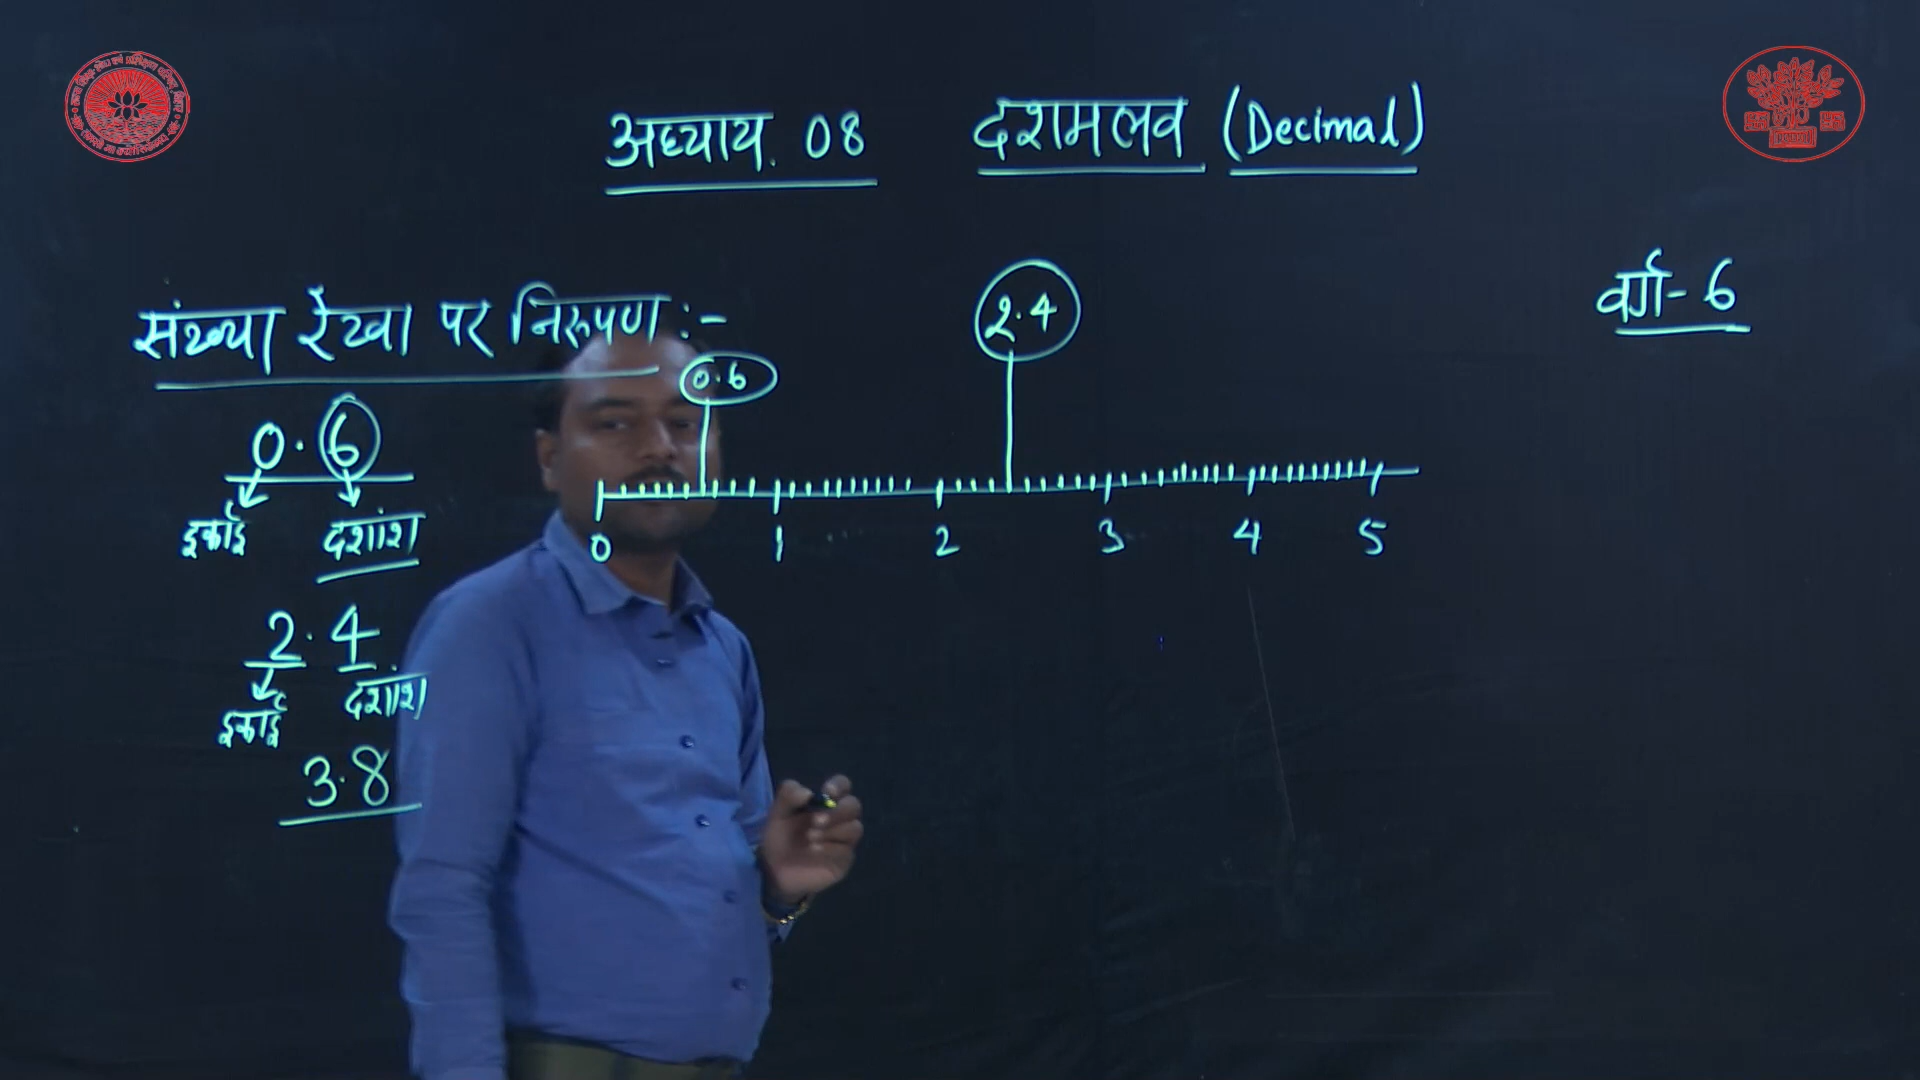 अध्याय. 08 दशमलव (Decimal)
वर्ग- 6
संख्या रेखा पर निरूपण :-
0.6
2.4
0.6
इकाई दशांश
0 1 2 3 4 5
2.4
इकाई दशांश
3.8